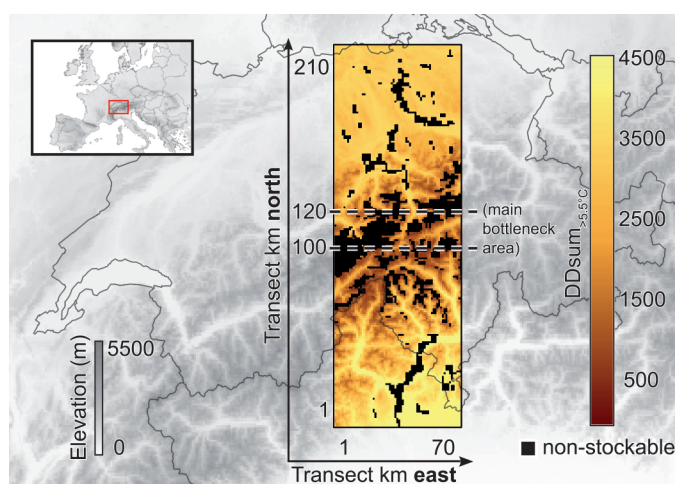 210
120
100
1
Transect km north
(main
bottleneck
area)
4500
3500
2500
1500
500
DDsum>5.5°C
5500
0
Elevation (m)
1
70
Transect km east
non-stockable